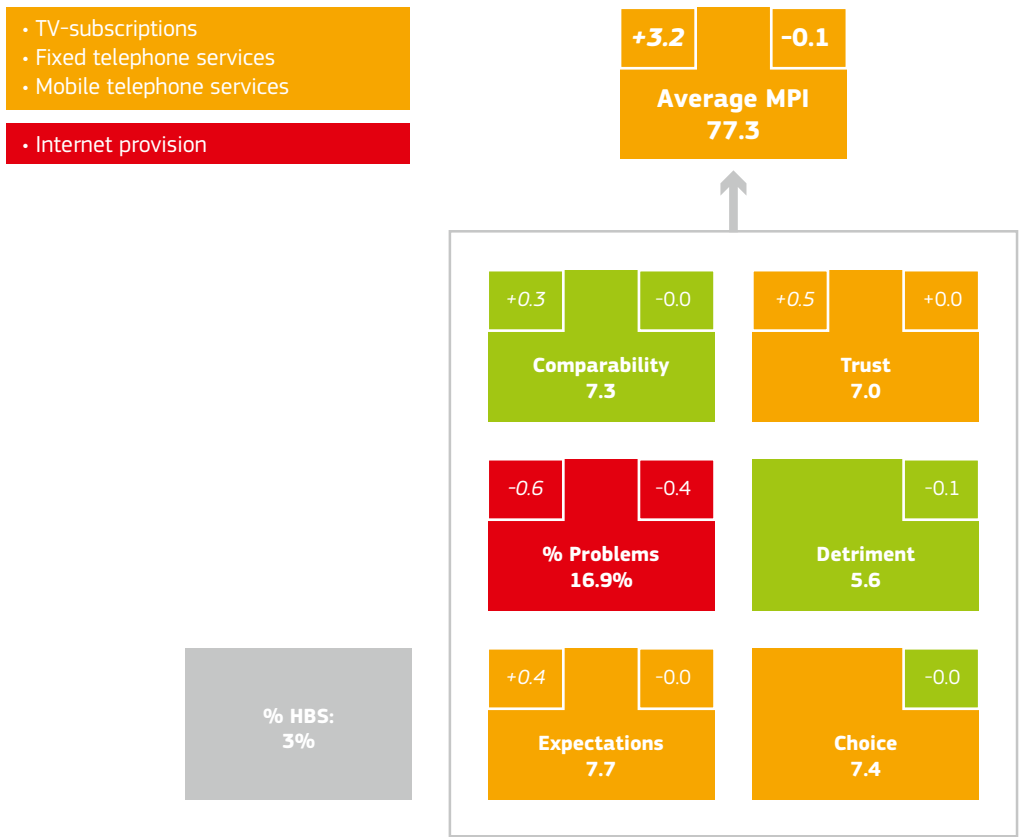 • TV-subscriptions
• Fixed telephone services
• Mobile telephone services
• Internet provision
+3.2
-0.1
Average MPI
77.3
+0.3
-0.0
Comparability
7.3
+0.5
+0.0
Trust
7.0
-0.6
-0.4
% Problems
16.9%
-0.1
Detriment
5.6
% HBS:
3%
+0.4
-0.0
Expectations
7.7
-0.0
Choice
7.4